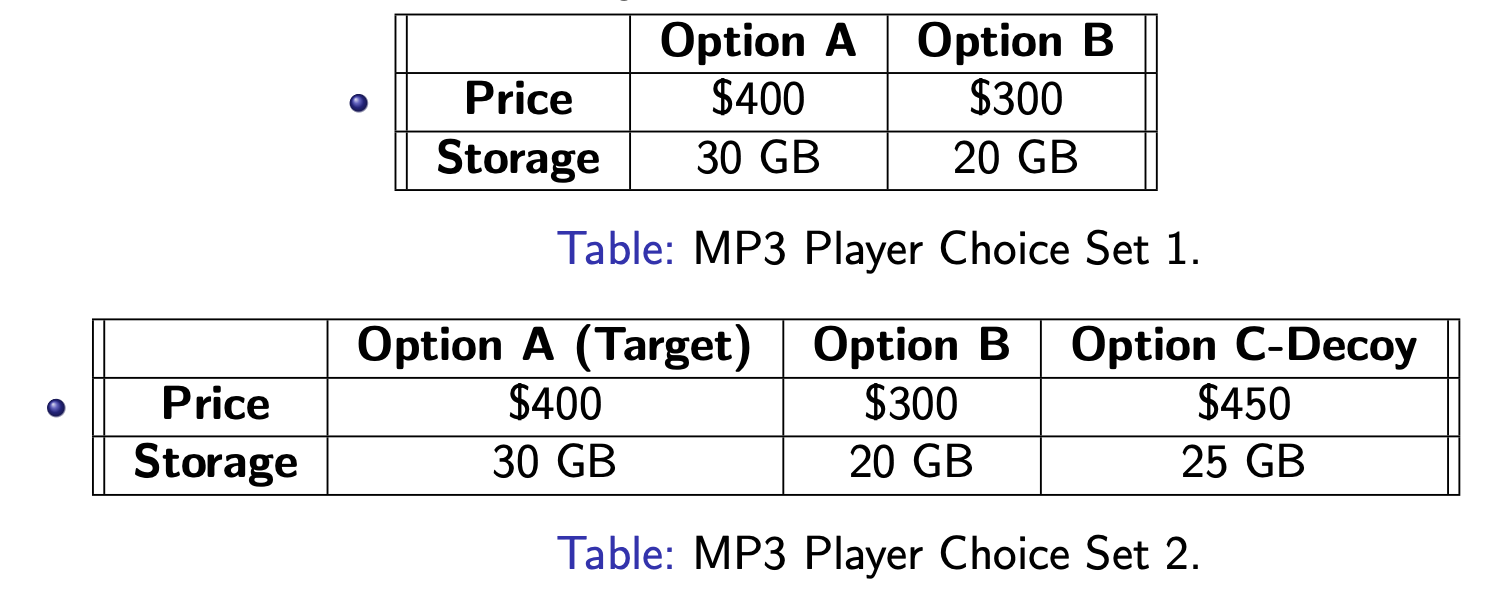 Option A Option B
Price $400 $300
Storage 30 GB 20 GB
Table: MP3 Player Choice Set 1.
Option A (Target) Option B Option C-Decoy
Price $400 $300 $450
Storage 30 GB 20 GB 25 GB
Table: MP3 Player Choice Set 2.